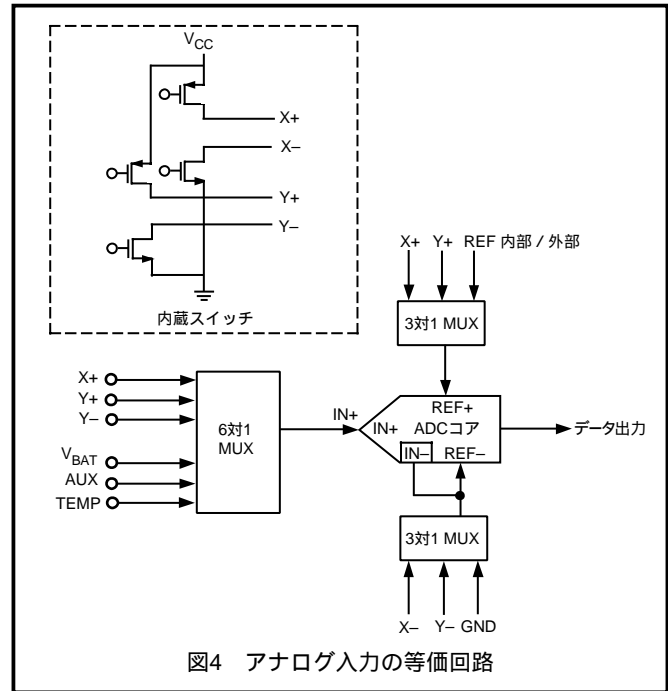 VCC
X+
X–
Y+
Y–
内蔵スイッチ
X+ Y+ REF 内部 / 外部
3対1 MUX
X+
Y+
Y–
VBAT
AUX
TEMP
6対1
MUX
IN+
IN+
REF+
ADCコア
IN– REF–
データ出力
3対1 MUX
X– Y– GND
図4 アナログ入力の等価回路